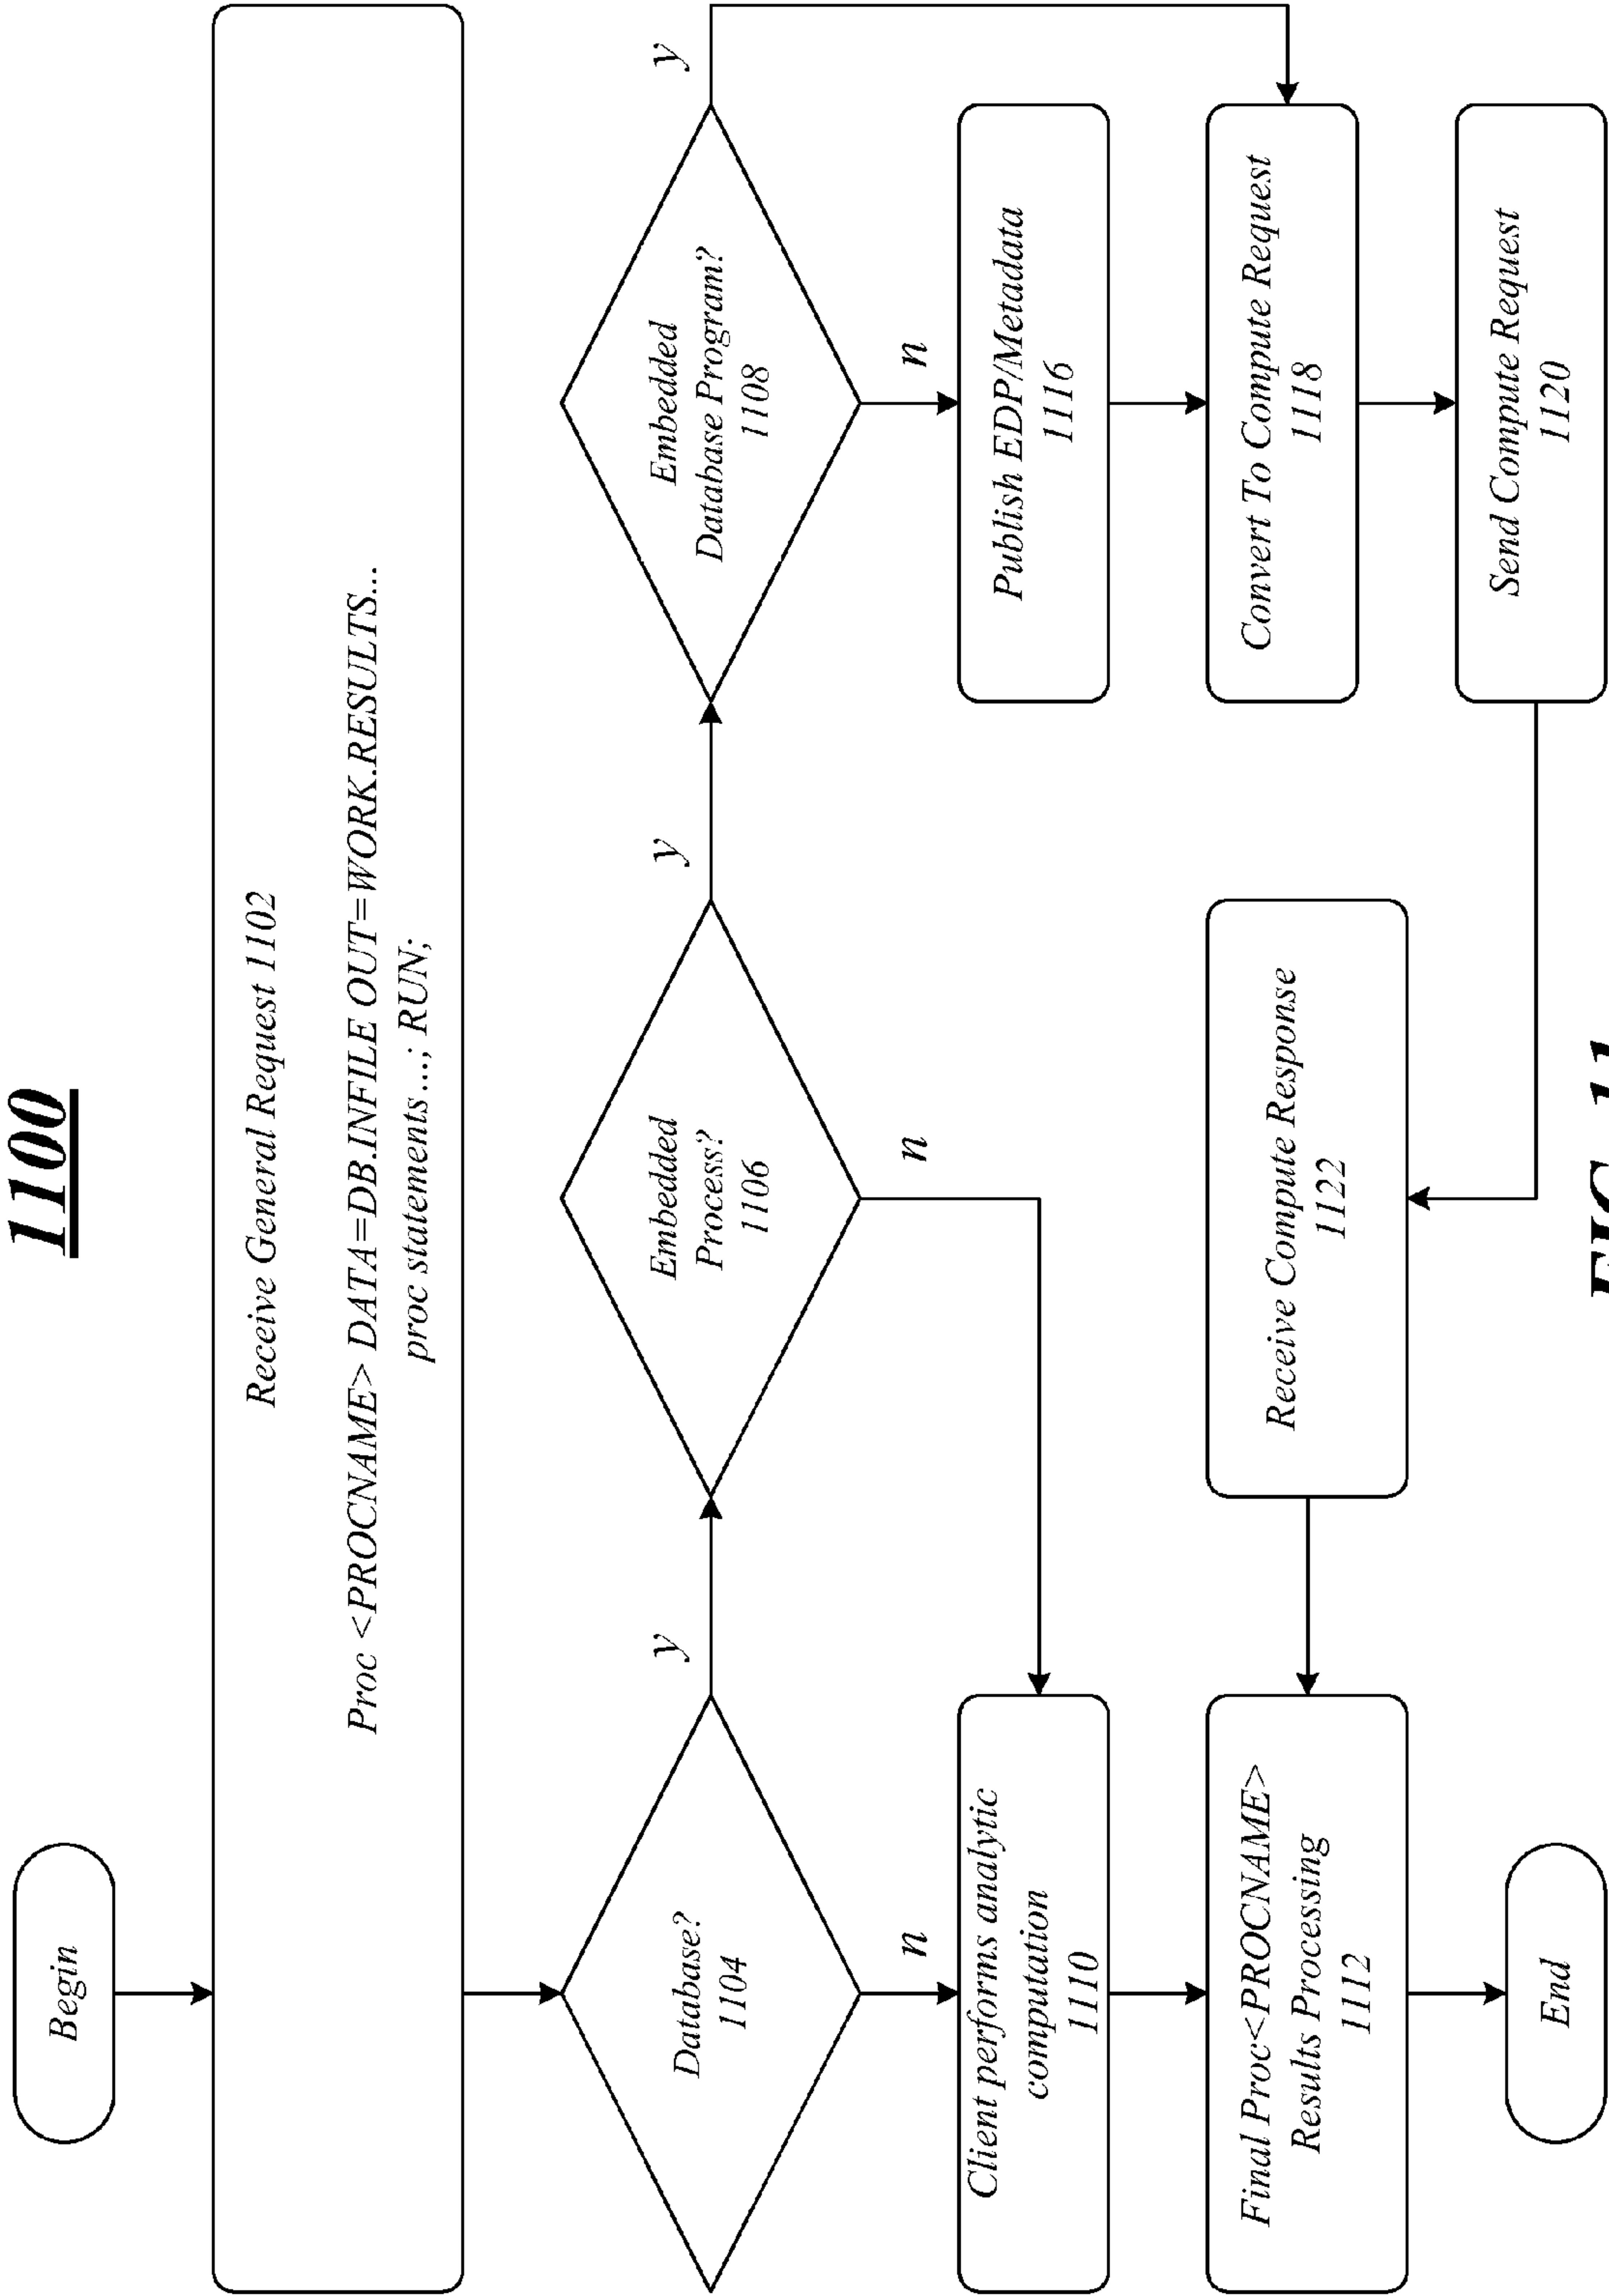 1100
Begin
Receive General Request 1102
Proc <PROCNAME> DATA=DB.INFILE OUT=WORK.RESULTS...
proc statements ...; RUN;
Database?
1104
y
n
Embedded
Process?
1106
y
n
Embedded
Database Program?
1108
y
n
Client performs analytic
computation
1110
Publish EDP/Metadata
1116
Final Proc<PROCNAME>
Results Processing
1112
Receive Compute Response
1122
Convert To Compute Request
1118
End
Send Compute Request
1120